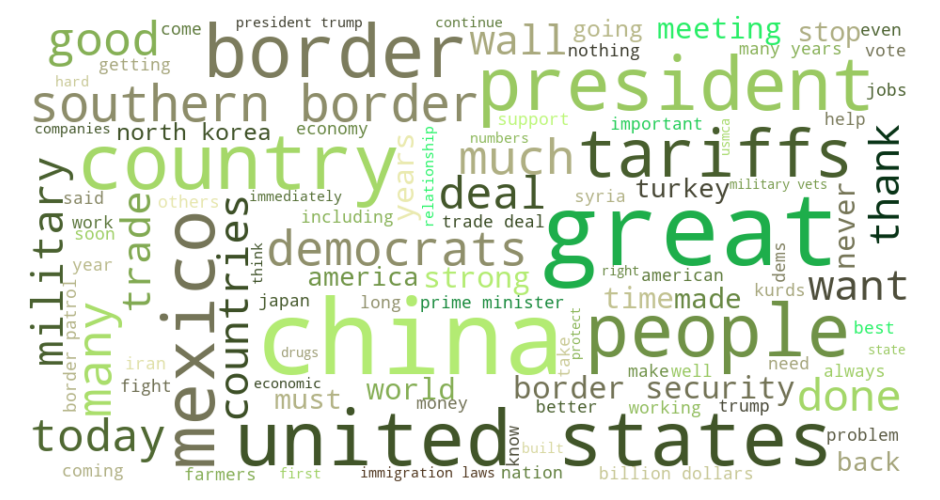 president trump
continue
come
good
border
wall
going
meeting
stop
even
getting
nothing
many years
vote
hard
southern border
president
jobs
companies
north korea
economy
support
important
help
numbers
usmca
country
years
relationship
much
tariffs
thank
military
said
others
immediately
deal
syria
turkey
military vets
never
work
trade
countries
including
trade deal
great
soon
mexico
democrats
think
year
america
strong
right
american
dems
kurds
want
border patrol
many
japan
long
prime minister
time
made
china
people
protect
best
iran
drugs
take
state
fight
economic
world
make
well
need
always
must
money
border security
done
better
working
trump
today
united states
know
built
problem
coming
farmers
first
immigration laws
nation
billion dollars
back